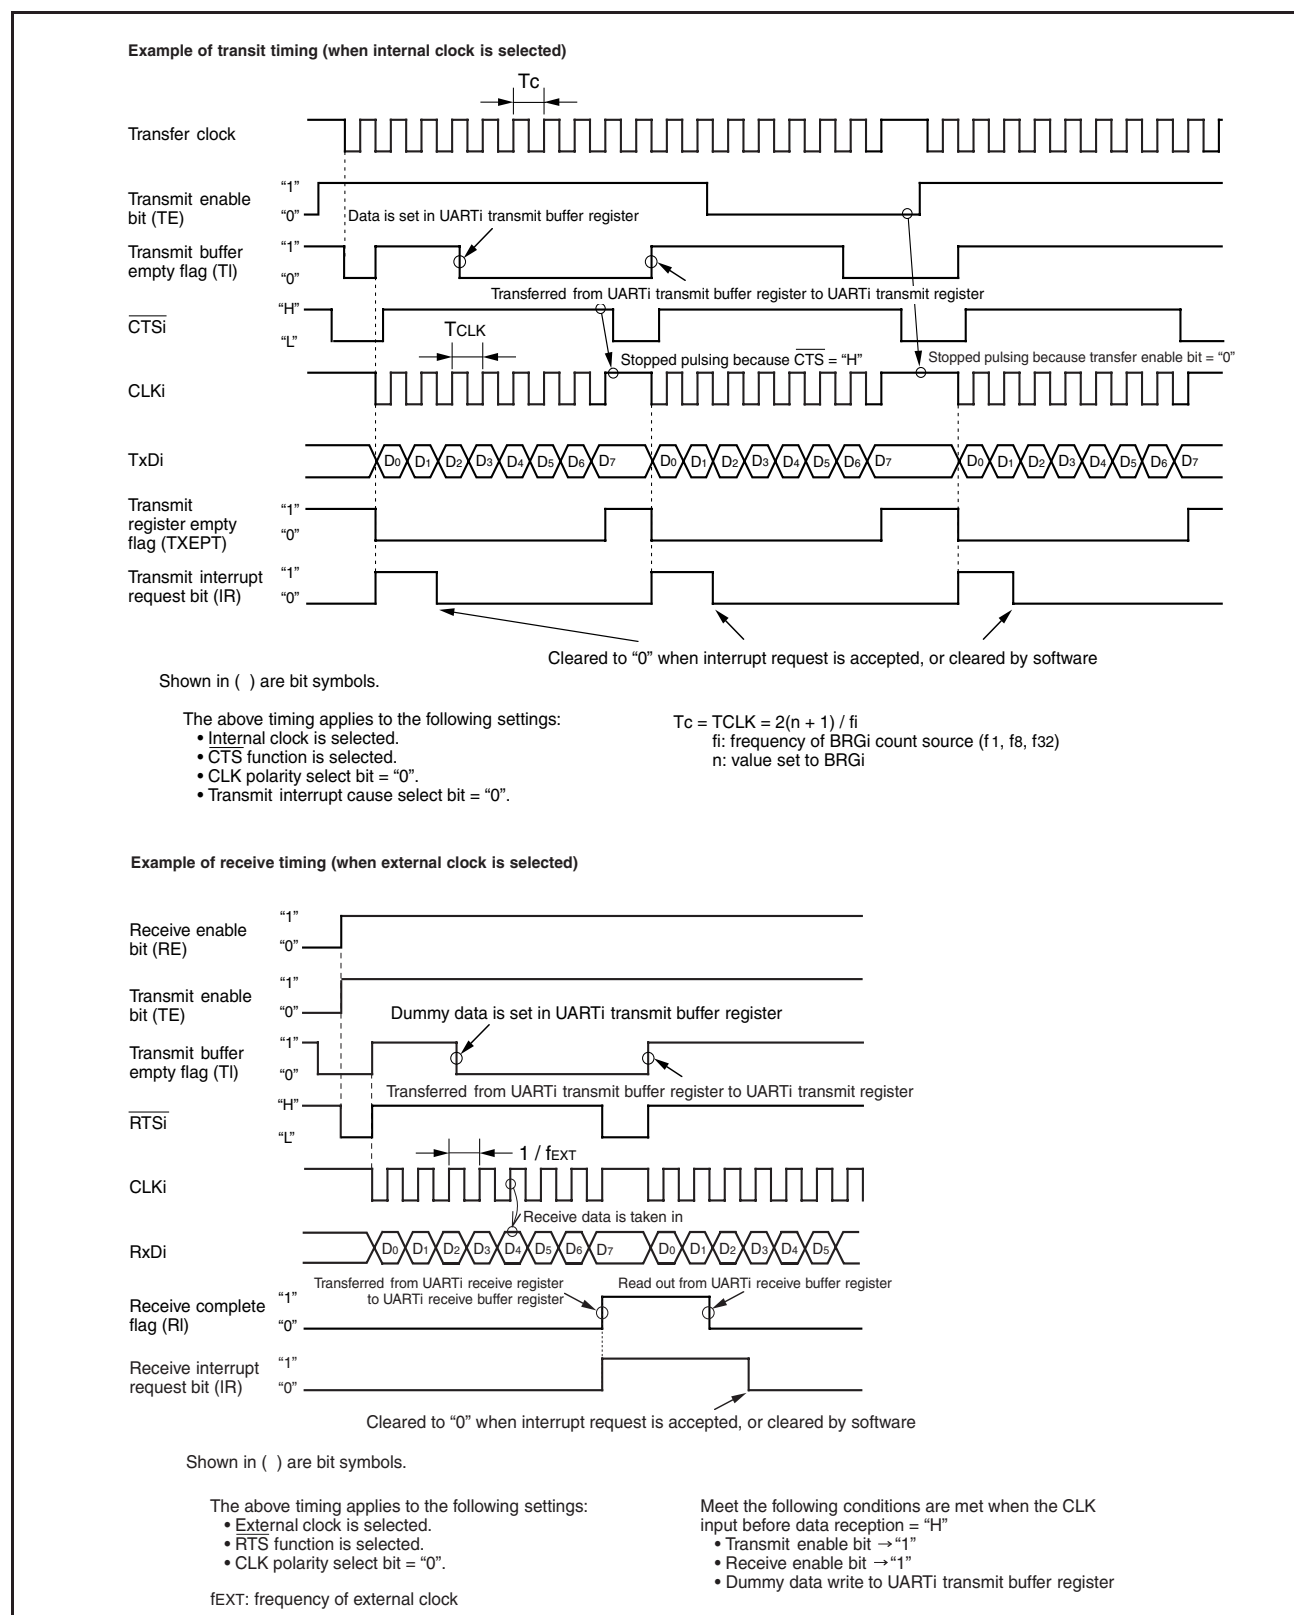 Example of transit timing (when internal clock is selected)
Tc
Transfer clock
Transmit enable
bit (TE)
“1”
“0”
Data is set in UARTi transmit buffer register
Transmit buffer
empty flag (TI)
“1”
“0”
Transferred from UARTi transmit buffer register to UARTi transmit register
CTSi
“H”
“L”
TCLK
Stopped pulsing because CTS = “H”
Stopped pulsing because transfer enable bit = “0”
CLKi
TxDi
D0 D1 D2 D3 D4 D5 D6 D7 D0 D1 D2 D3 D4 D5 D6 D7 D0 D1 D2 D3 D4 D5 D6 D7
Transmit
register empty
flag (TXEPT)
“1”
“0”
Transmit interrupt
request bit (IR)
“1”
“0”
Cleared to “0” when interrupt request is accepted, or cleared by software
Shown in ( ) are bit symbols.
The above timing applies to the following settings:
• Internal clock is selected.
• CTS function is selected.
• CLK polarity select bit = “0”.
• Transmit interrupt cause select bit = “0”.
Tc = TCLK = 2(n + 1) / fi
fi: frequency of BRGi count source (f1, f8, f32)
n: value set to BRGi
Example of receive timing (when external clock is selected)
Receive enable
bit (RE)
“1”
“0”
Transmit enable
bit (TE)
“1”
“0”
Dummy data is set in UARTi transmit buffer register
Transmit buffer
empty flag (TI)
“1”
“0”
Transferred from UARTi transmit buffer register to UARTi transmit register
RTSi
“H”
“L”
1 / fEXT
CLKi
Receive data is taken in
RxDi
D0 D1 D2 D3 D4 D5 D6 D7 D0 D1 D2 D3 D4 D5
Transferred from UARTi receive register
to UARTi receive buffer register
Read out from UARTi receive buffer register
Receive complete
flag (RI)
“1”
“0”
Receive interrupt
request bit (IR)
“1”
“0”
Cleared to “0” when interrupt request is accepted, or cleared by software
Shown in ( ) are bit symbols.
The above timing applies to the following settings:
• External clock is selected.
• RTS function is selected.
• CLK polarity select bit = “0”.
fEXT: frequency of external clock
Meet the following conditions are met when the CLK
input before data reception = “H”
• Transmit enable bit → “1”
• Receive enable bit → “1”
• Dummy data write to UARTi transmit buffer register